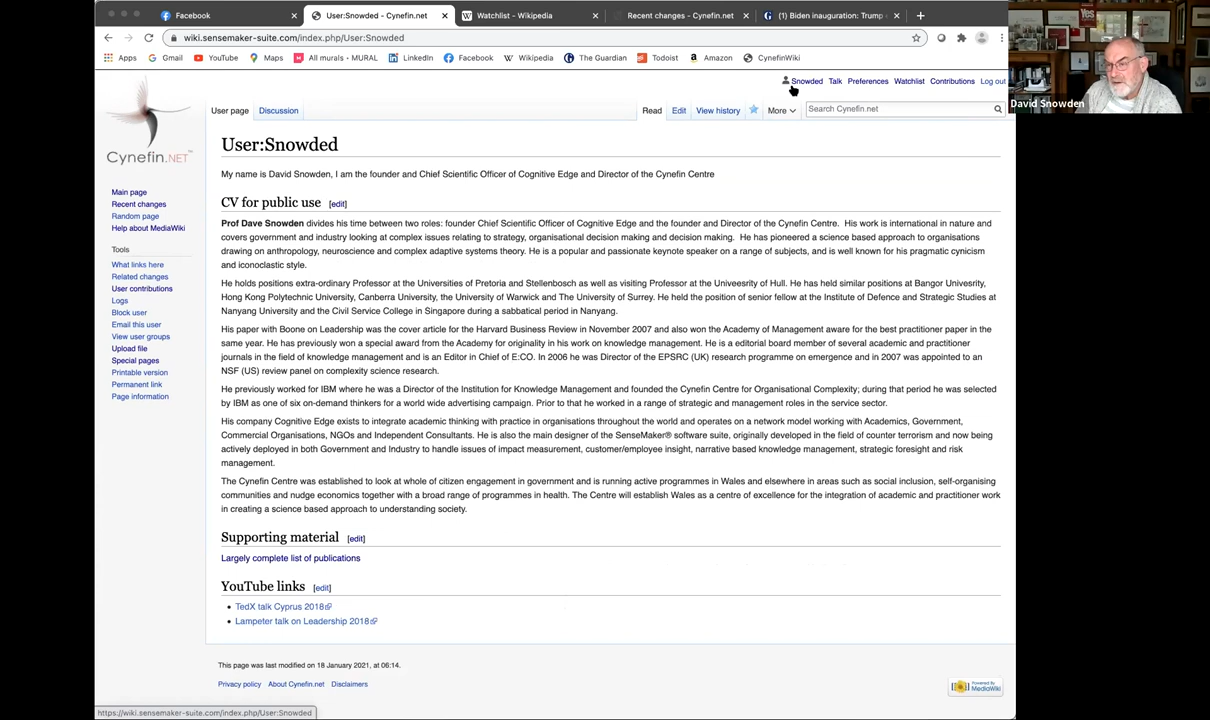 Facebook
User:Snowded - Cynefin.net
Watchlist - Wikipedia
Recent changes - Cynefin.net
(1) Biden inauguration: Trump
wiki.sensemaker-suite.com/index.php/User:Snowded
Apps Gmail YouTube Maps All murals • MURAL LinkedIn Facebook Wikipedia The Guardian Todoist Amazon CynefinWiki
Yes
David Snowden
Snowded Talk Preferences Watchlist Contributions Log out
User page Discussion Read Edit View history More Search Cynefin.net
Cynefin.NET™
Main page
Recent changes
Random page
Help about MediaWiki
Tools
What links here
Related changes
User contributions
Logs
Block user
Email this user
View user groups
Upload file
Special pages
Printable version
Permanent link
Page information
User:Snowded
My name is David Snowden, I am the founder and Chief Scientific Officer of Cognitive Edge and Director of the Cynefin Centre
CV for public use [edit]
Prof Dave Snowden divides his time between two roles: founder Chief Scientific Officer of Cognitive Edge and the founder and Director of the Cynefin Centre. His work is international in nature and
covers government and industry looking at complex issues relating to strategy, organisational decision making and decision making. He has pioneered a science based approach to organisations
drawing on anthropology, neuroscience and complex adaptive systems theory. He is a popular and passionate keynote speaker on a range of subjects, and is well known for his pragmatic cynicism
and iconoclastic style.
He holds positions extra-ordinary Professor at the Universities of Pretoria and Stellenbosch as well as visiting Professor at the Univeesrity of Hull. He has held similar positions at Bangor Univesrity,
Hong Kong Polytechnic University, Canberra University, the University of Warwick and The University of Surrey. He held the position of senior fellow at the Institute of Defence and Strategic Studies at
Nanyang University and the Civil Service College in Singapore during a sabbatical period in Nanyang.
His paper with Boone on Leadership was the cover article for the Harvard Business Review in November 2007 and also won the Academy of Management aware for the best practitioner paper in the
same year. He has previously won a special award from the Academy for originality in his work on knowledge management. He is a editorial board member of several academic and practitioner
journals in the field of knowledge management and is an Editor in Chief of E:CO. In 2006 he was Director of the EPSRC (UK) research programme on emergence and in 2007 was appointed to an
NSF (US) review panel on complexity science research.
He previously worked for IBM where he was a Director of the Institution for Knowledge Management and founded the Cynefin Centre for Organisational Complexity; during that period he was selected
by IBM as one of six on-demand thinkers for a world wide advertising campaign. Prior to that he worked in a range of strategic and management roles in the service sector.
His company Cognitive Edge exists to integrate academic thinking with practice in organisations throughout the world and operates on a network model working with Academics, Government,
Commercial Organisations, NGOs and Independent Consultants. He is also the main designer of the SenseMaker® software suite, originally developed in the field of counter terrorism and now being
actively deployed in both Government and Industry to handle issues of impact measurement, customer/employee insight, narrative based knowledge management, strategic foresight and risk
management.
The Cynefin Centre was established to look at whole of citizen engagement in government and is running active programmes in Wales and elsewhere in areas such as social inclusion, self-organising
communities and nudge economics together with a broad range of programmes in health. The Centre will establish Wales as a centre of excellence for the integration of academic and practitioner work
in creating a science based approach to understanding society.
Supporting material [edit]
Largely complete list of publications
YouTube links [edit]
• TedX talk Cyprus 2018
• Lampeter talk on Leadership 2018
This page was last modified on 18 January 2021, at 06:14.
Privacy policy About Cynefin.net Disclaimers
Powered By
MediaWiki
https://wiki.sensemaker-suite.com/index.php/User:Snowded